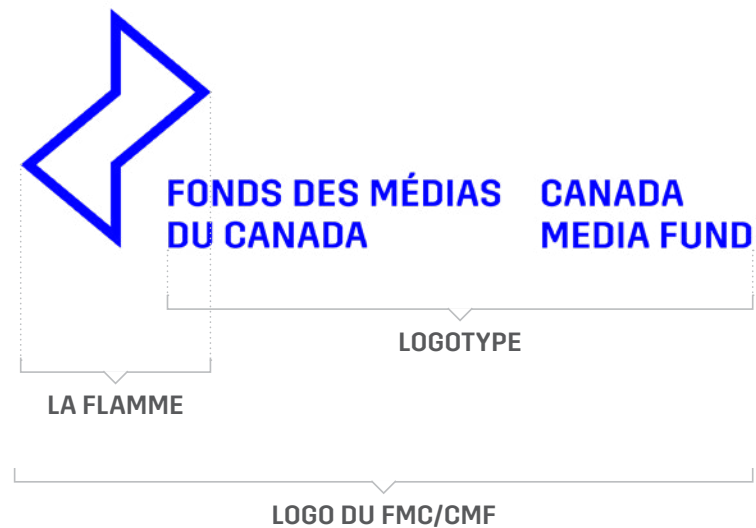 FONDS DES MÉDIAS
DU CANADA
CANADA
MEDIA FUND
LOGOTYPE
LA FLAMME
LOGO DU FMC/CMF